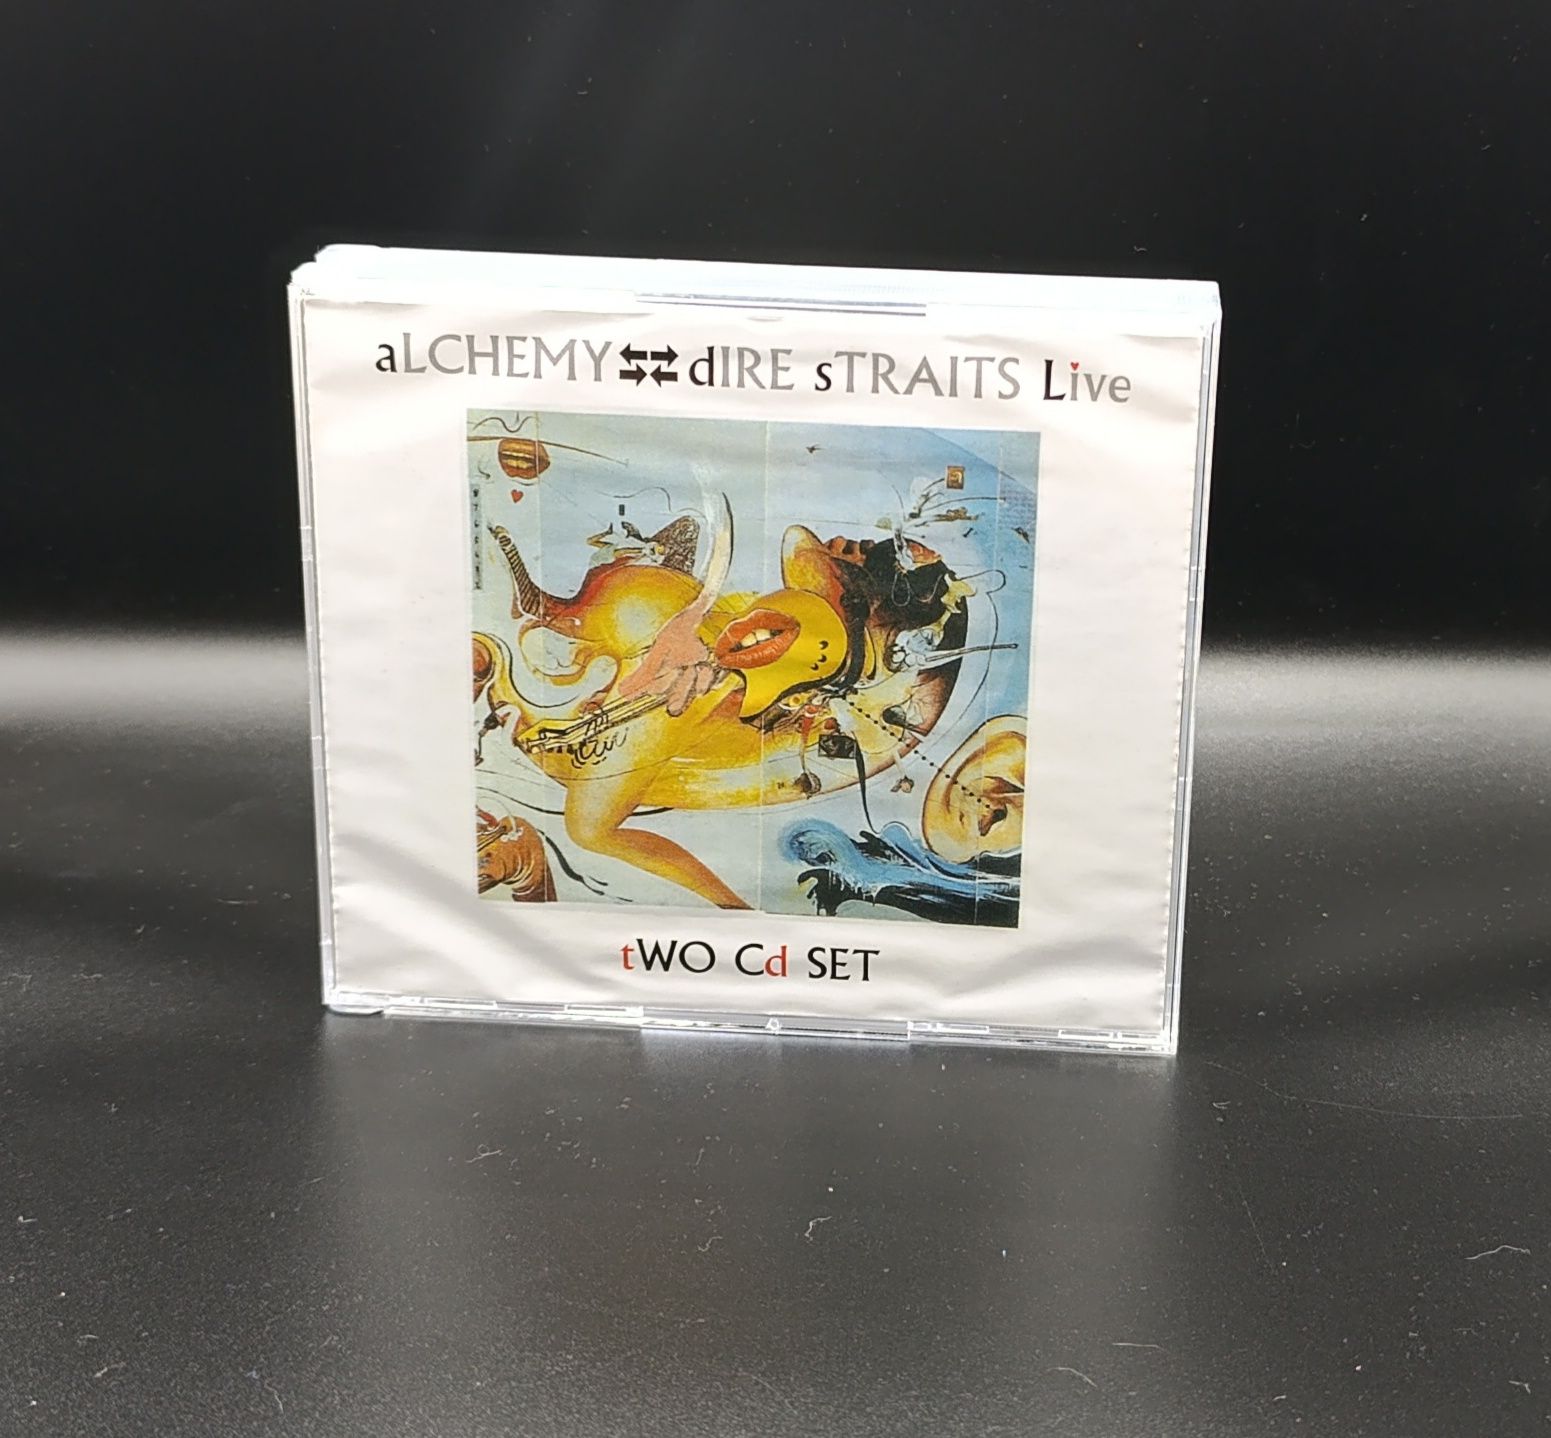 aLCHEMY dIRE sTRAITS Live
tWO Cd SET